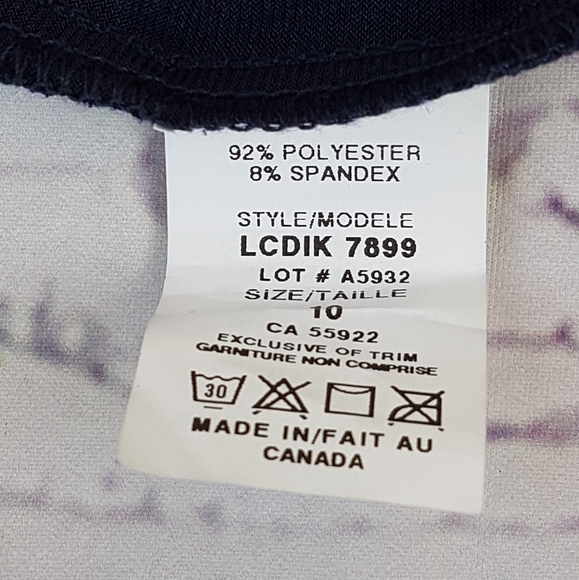 92% POLYESTER
8% SPANDEX
STYLE/MODELE
LCDIK 7899
LOT # A5932
SIZE/TAILLE
10
CA 55922
EXCLUSIVE OF TRIM
GARNITURE NON COMPRISE
30
MADE IN/FAIT AU
CANADA